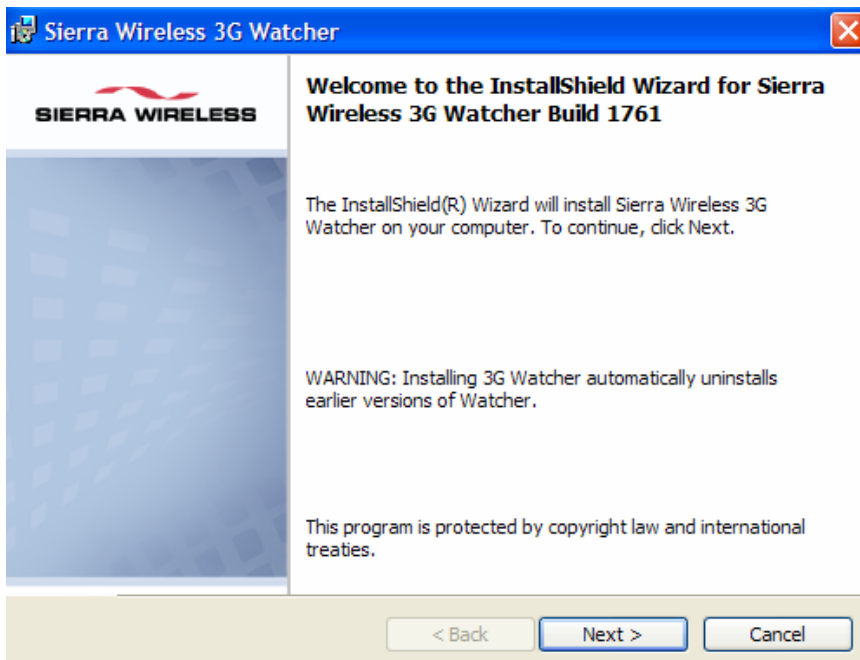 Sierra Wireless 3G Watcher
SIERRA WIRELESS
Welcome to the InstallShield Wizard for Sierra
Wireless 3G Watcher Build 1761
The InstallShield(R) Wizard will install Sierra Wireless 3G
Watcher on your computer. To continue, click Next.
WARNING: Installing 3G Watcher automatically uninstalls
earlier versions of Watcher.
This program is protected by copyright law and international
treaties.
< Back
Next >
Cancel